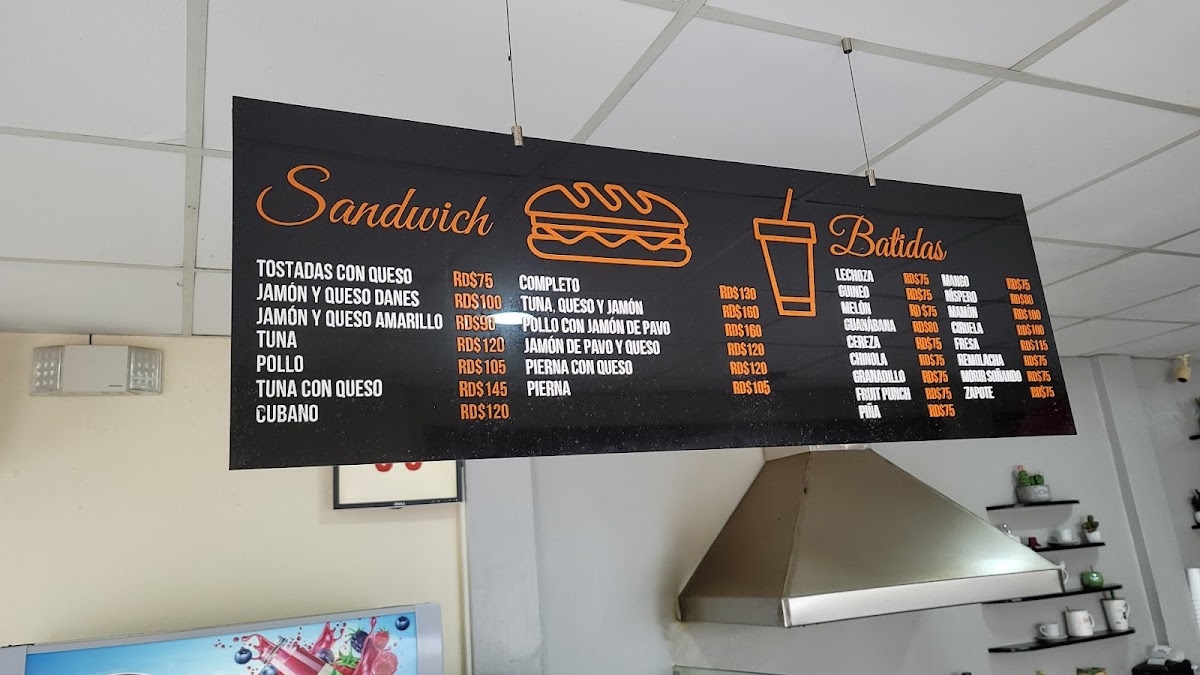 Sandwich
TOSTADAS CON QUESO RD$75
JAMÓN Y QUESO DANES RD$100
JAMÓN Y QUESO AMARILLO RD$90
TUNA RD$120
POLLO RD$105
TUNA CON QUESO RD$145
CUBANO RD$120
COMPLETO RD$130
TUNA, QUESO Y JAMÓN RD$160
POLLO CON JAMÓN DE PAVO RD$160
JAMÓN DE PAVO Y QUESO RD$120
PIERNA CON QUESO RD$120
PIERNA RD$105
Batidas
LECHOZA RD$75
GUINEO RD$75
MELÓN RD$75
GUANÁBANA RD$80
CEREZA RD$75
CHINOLA RD$75
GRANADILLO RD$75
FRUIT PUNCH RD$75
PIÑA RD$75
MANGO RD$75
NÍSPERO RD$80
MAMÓN RD$100
CIRUELA RD$100
FRESA RD$115
REMOLACHA RD$75
MORIR SOÑANDO RD$75
ZAPOTE RD$75